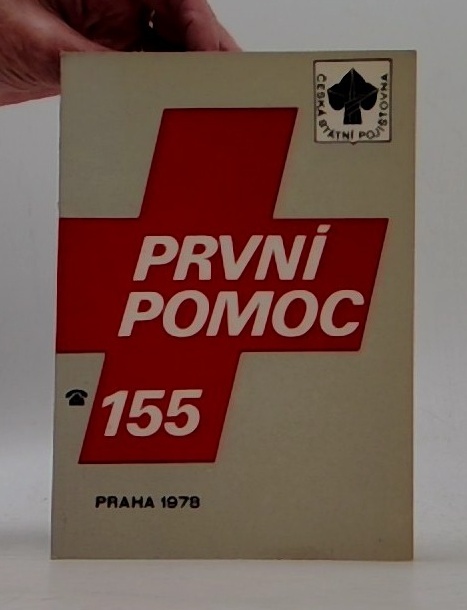 ČESKÁ STÁTNÍ POJIŠŤOVNA
PRVNÍ
POMOC
155
PRAHA 1978